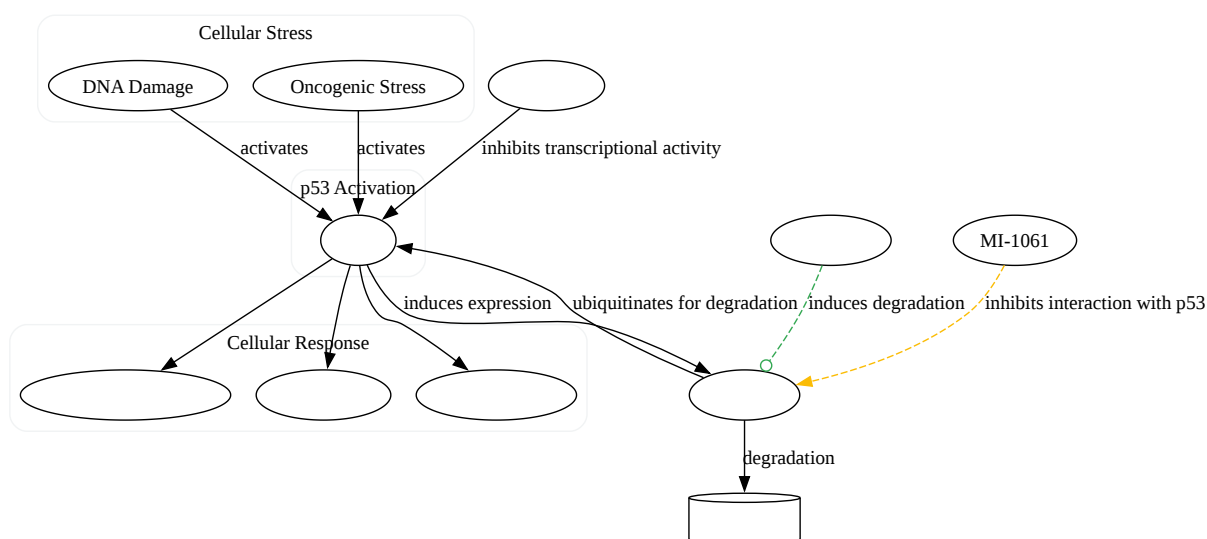 Cellular Stress
DNA Damage
Oncogenic Stress
activates
activates
inhibits transcriptional activity
p53 Activation
MI-1061
induces expression
ubiquitinates for degradation
induces degradation
inhibits interaction with p53
Cellular Response
degradation